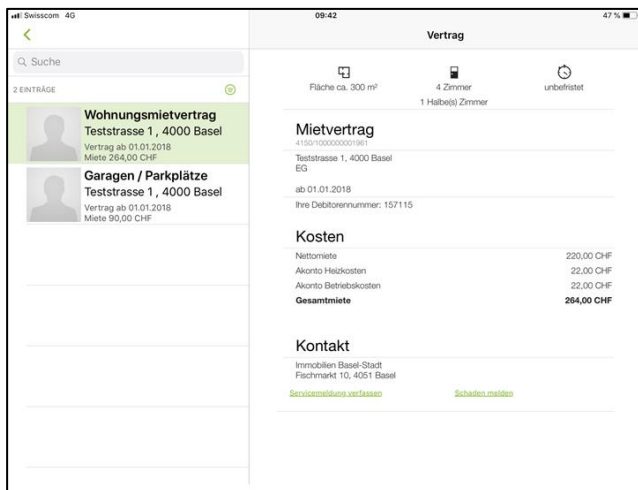 Swisscom 4G
09:42
47 %
Vertrag
Suche
2 EINTRÄGE
Wohnungsmietvertrag
Teststrasse 1 , 4000 Basel
Vertrag ab 01.01.2018
Miete 264,00 CHF
Garagen / Parkplätze
Teststrasse 1 , 4000 Basel
Vertrag ab 01.01.2018
Miete 90,00 CHF
Fläche ca. 300 m²
4 Zimmer
unbefristet
1 Halbe(s) Zimmer
Mietvertrag
4150/1000000001961
Teststrasse 1, 4000 Basel
EG
ab 01.01.2018
Ihre Debitorennummer: 157115
Kosten
Nettomiete 220,00 CHF
Akonto Heizkosten 22,00 CHF
Akonto Betriebskosten 22,00 CHF
Gesamtmiete 264,00 CHF
Kontakt
Immobilien Basel-Stadt
Fischmarkt 10, 4051 Basel
Servicemeldung verfassen
Schaden melden